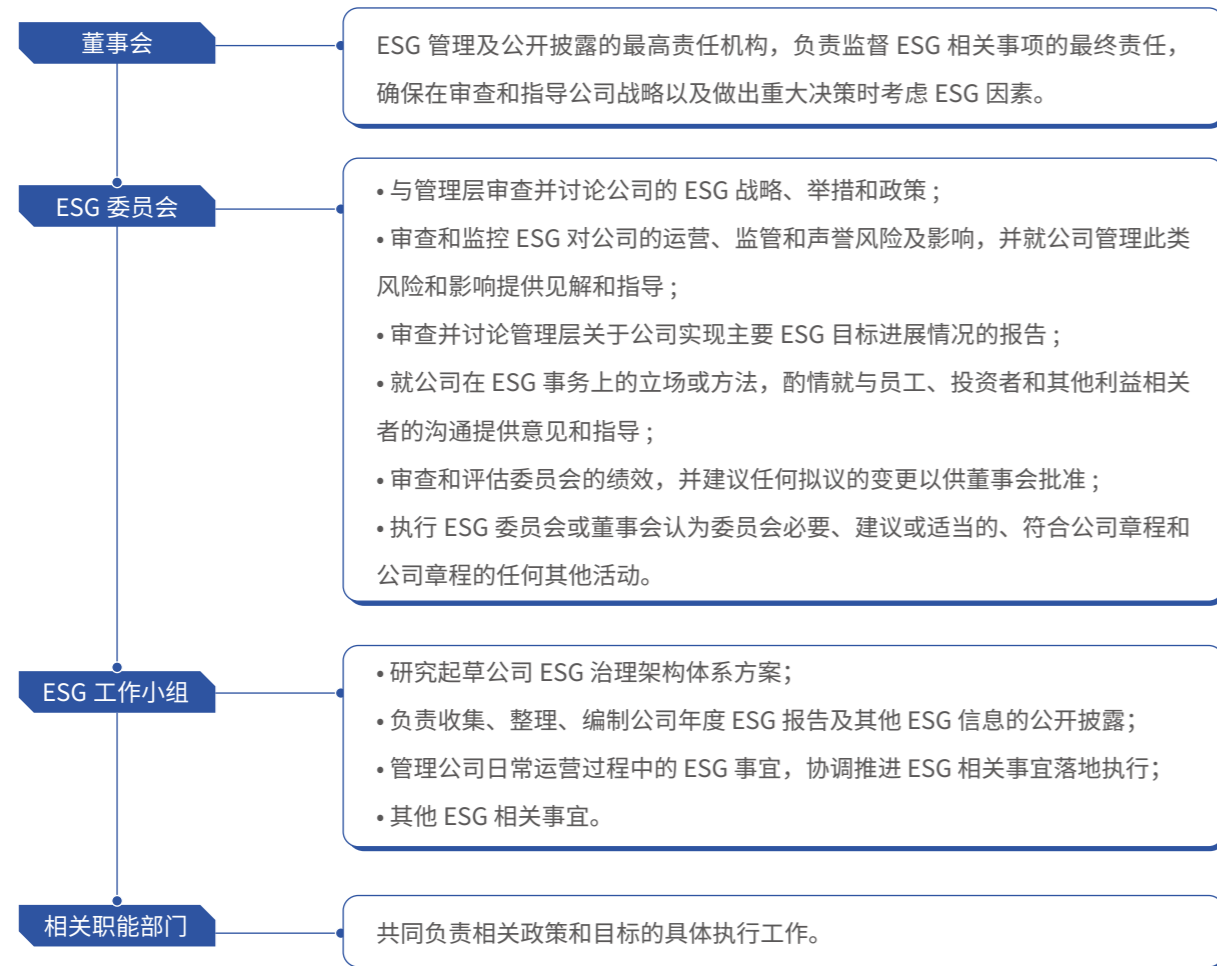 董事会
ESG 管理及公开披露的最高责任机构，负责监督 ESG 相关事项的最终责任，
确保在审查和指导公司战略以及做出重大决策时考虑 ESG 因素。
ESG 委员会
• 与管理层审查并讨论公司的 ESG 战略、举措和政策 ;
• 审查和监控 ESG 对公司的运营、监管和声誉风险及影响，并就公司管理此类
风险和影响提供见解和指导 ;
• 审查并讨论管理层关于公司实现主要 ESG 目标进展情况的报告 ;
• 就公司在 ESG 事务上的立场或方法，酌情就与员工、投资者和其他利益相关
者的沟通提供意见和指导 ;
• 审查和评估委员会的绩效，并建议任何拟议的变更以供董事会批准 ;
• 执行 ESG 委员会或董事会认为委员会必要、建议或适当的、符合公司章程和
公司章程的任何其他活动。
ESG 工作小组
• 研究起草公司 ESG 治理架构体系方案；
• 负责收集、整理、编制公司年度 ESG 报告及其他 ESG 信息的公开披露；
• 管理公司日常运营过程中的 ESG 事宜，协调推进 ESG 相关事宜落地执行；
• 其他 ESG 相关事宜。
相关职能部门
共同负责相关政策和目标的具体执行工作。